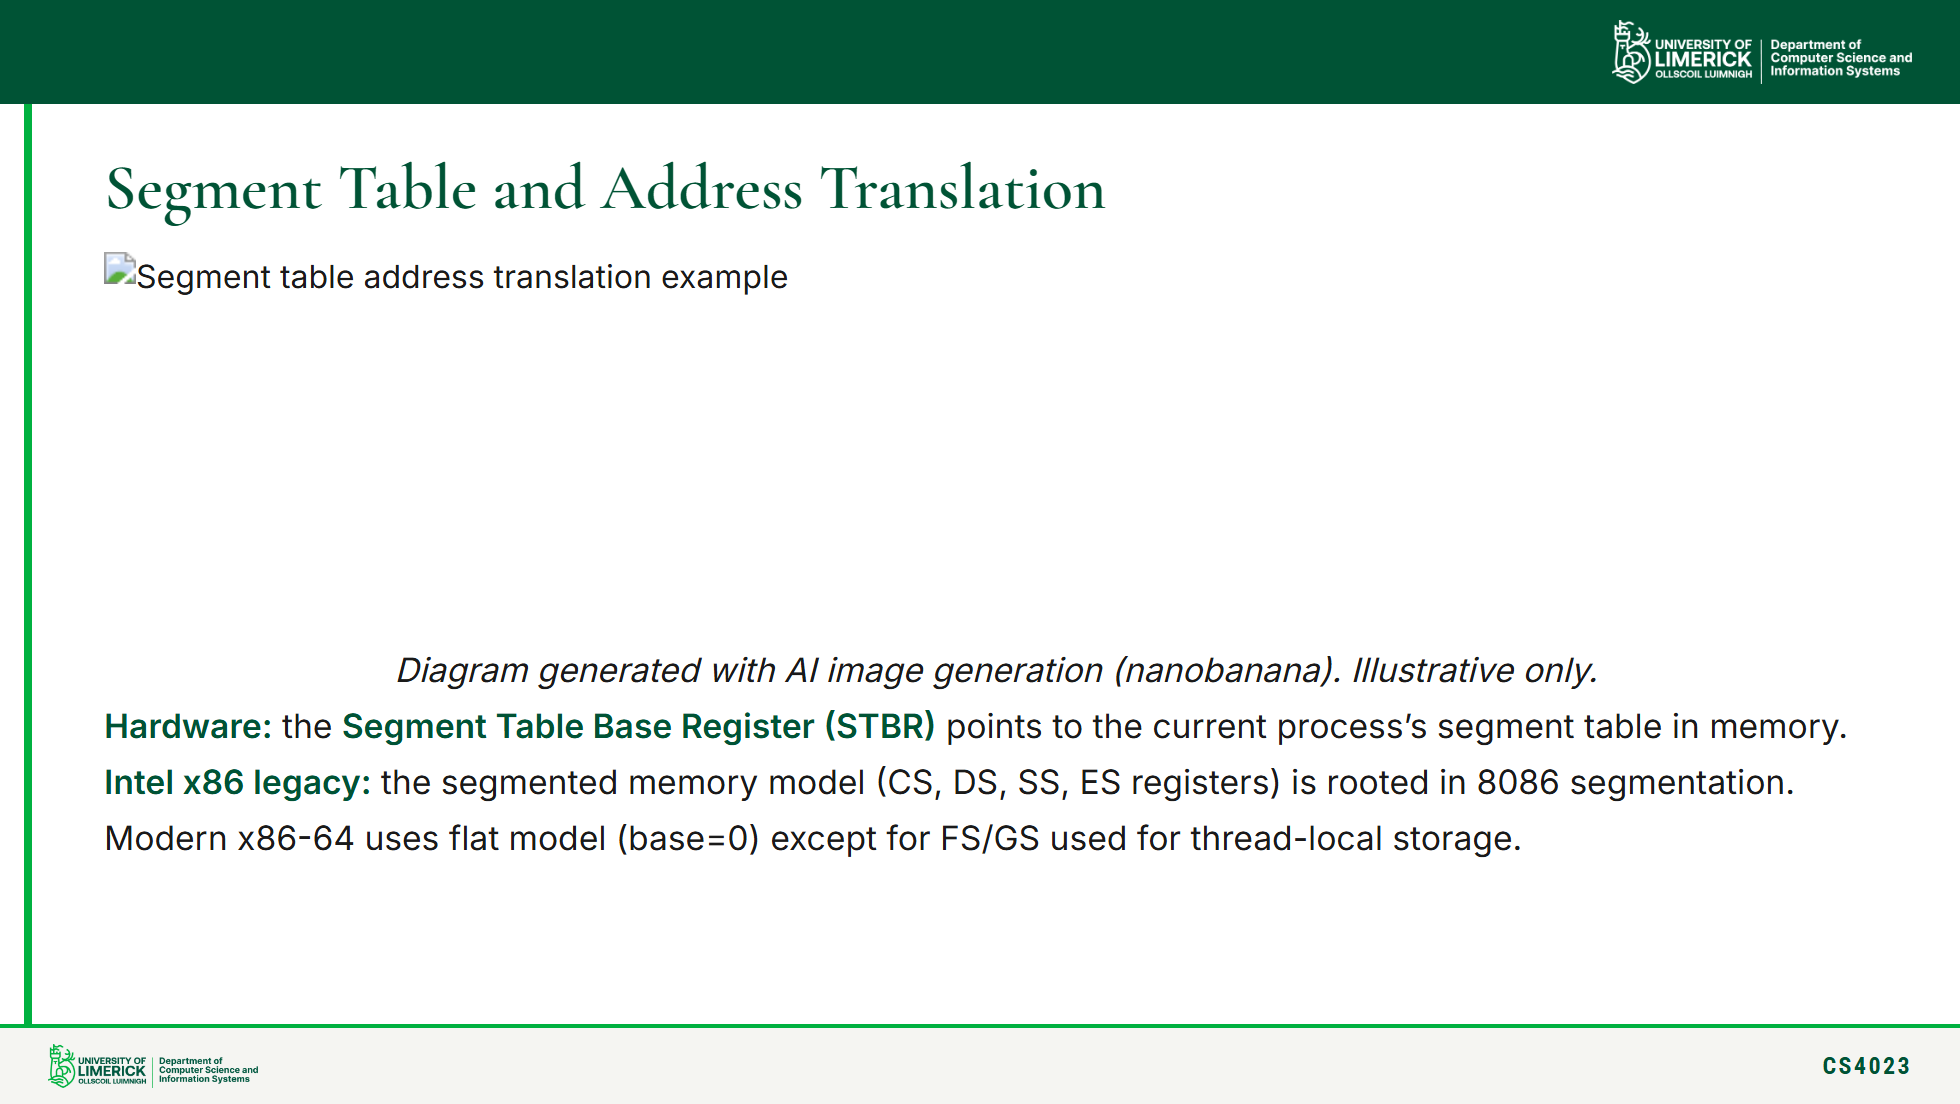 UNIVERSITY OF
LIMERICK
OLLSCOIL LUIMNIGH
Department of
Computer Science and
Information Systems
Segment Table and Address Translation
Segment table address translation example
Diagram generated with AI image generation (nanobanana). Illustrative only.
Hardware: the Segment Table Base Register (STBR) points to the current process’s segment table in memory.
Intel x86 legacy: the segmented memory model (CS, DS, SS, ES registers) is rooted in 8086 segmentation.
Modern x86-64 uses flat model (base=0) except for FS/GS used for thread-local storage.
UNIVERSITY OF
LIMERICK
OLLSCOIL LUIMNIGH
Department of
Computer Science and
Information Systems
CS4023